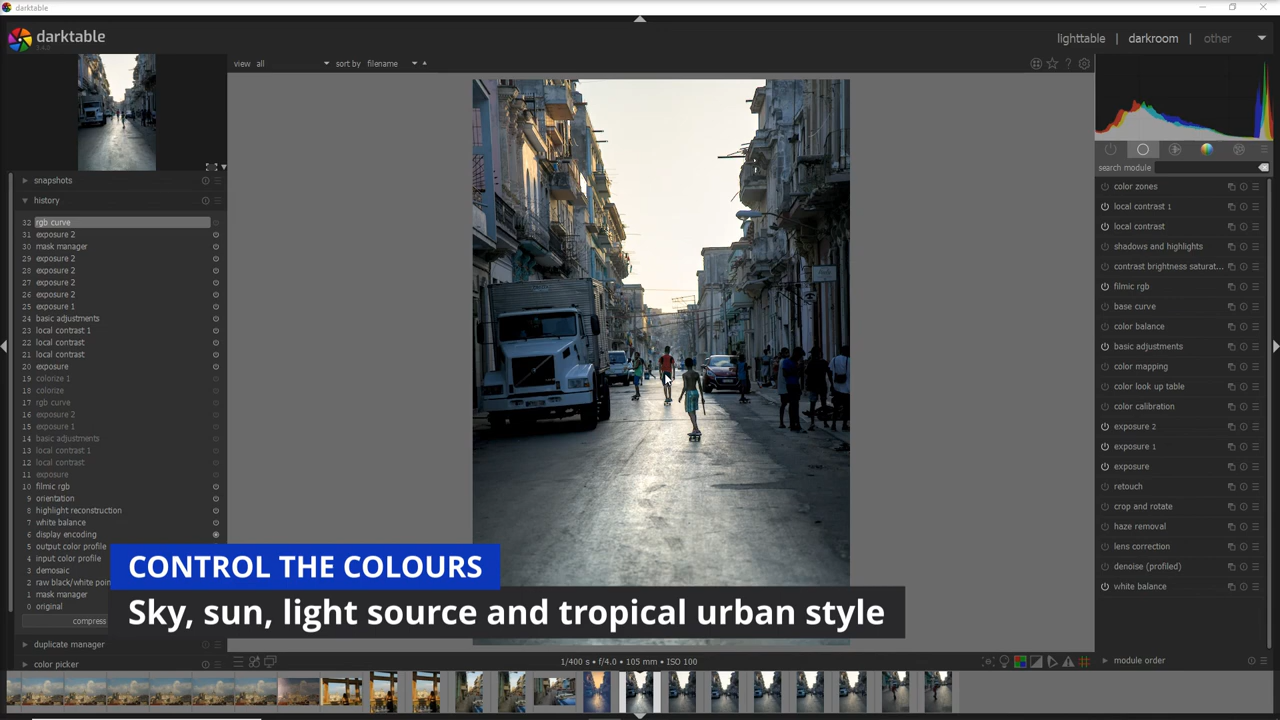 darktable
darktable
3.4.0
lighttable | darkroom | other
view all sort by filename
search module
snapshots
history
32 rgb curve
31 exposure 2
30 mask manager
29 exposure 2
28 exposure 2
27 exposure 2
26 exposure 2
25 exposure 1
24 basic adjustments
23 local contrast 1
22 local contrast
21 local contrast
20 exposure
19 colorize 1
18 colorize
17 rgb curve
16 exposure 2
15 exposure 1
14 basic adjustments
13 local contrast 1
12 local contrast
11 exposure
10 filmic rgb
9 orientation
8 highlight reconstruction
7 white balance
6 display encoding
5 output color profile
4 input color profile
3 demosaic
2 raw black/white poin
1 mask manager
0 original
compress
duplicate manager
color picker
color zones
local contrast 1
local contrast
shadows and highlights
contrast brightness saturat...
filmic rgb
base curve
color balance
basic adjustments
color mapping
color look up table
color calibration
exposure 2
exposure 1
exposure
retouch
crop and rotate
haze removal
lens correction
denoise (profiled)
white balance
module order
CONTROL THE COLOURS
Sky, sun, light source and tropical urban style
1/400 s • f/4.0 • 105 mm • ISO 100